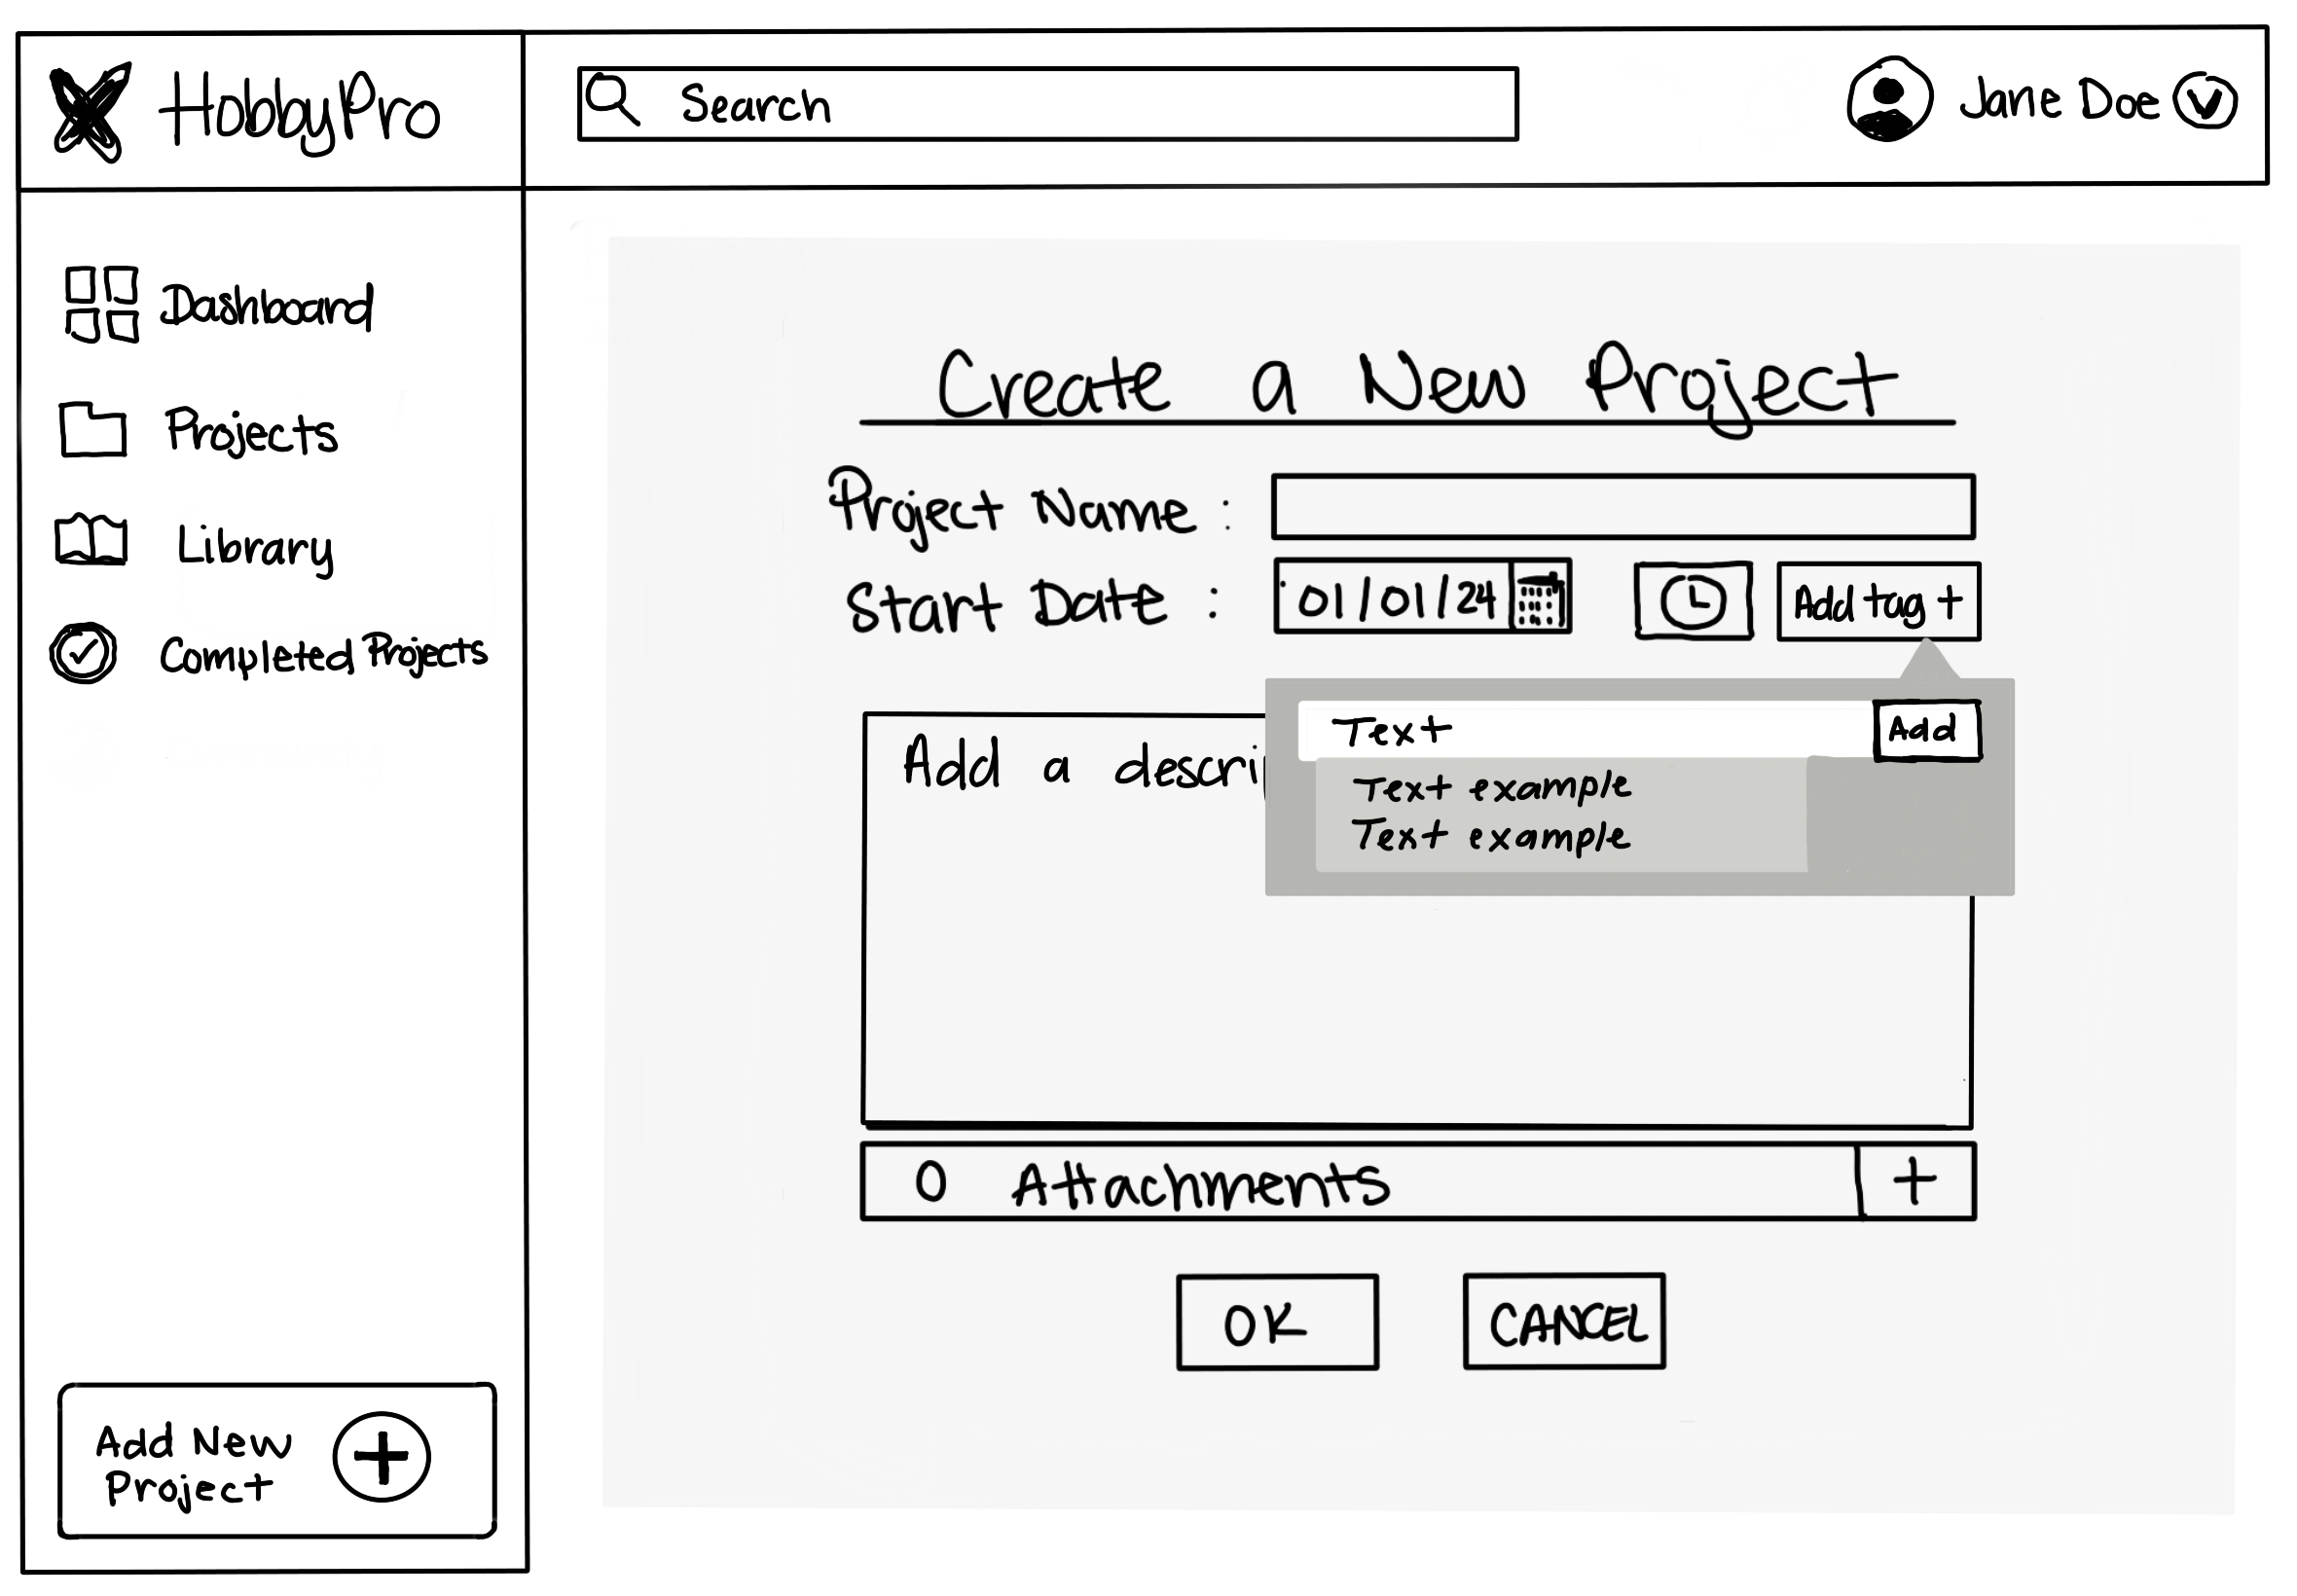 HobbyPro
Search
Jane Doe
Dashboard
Projects
Library
Completed Projects
Add New
Project
Create a New Project
Project Name :
Start Date :
01/01/24
Add tag +
Text
Add
Text example
Text example
Add a descri
0 Attachments
+
OK
CANCEL